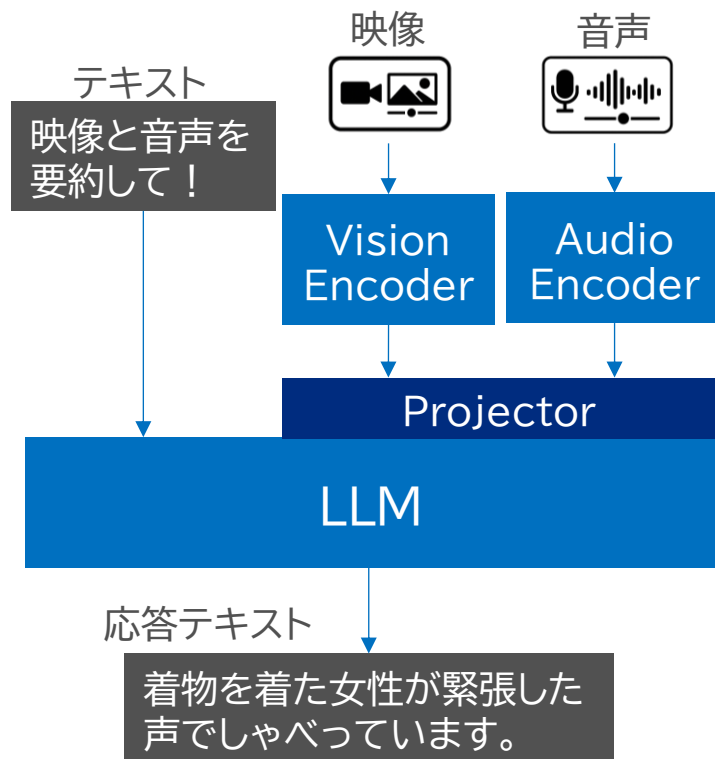 映像
音声
テキスト
映像と音声を
要約して！
Vision
Encoder
Audio
Encoder
Projector
LLM
応答テキスト
着物を着た女性が緊張した
声でしゃべっています。